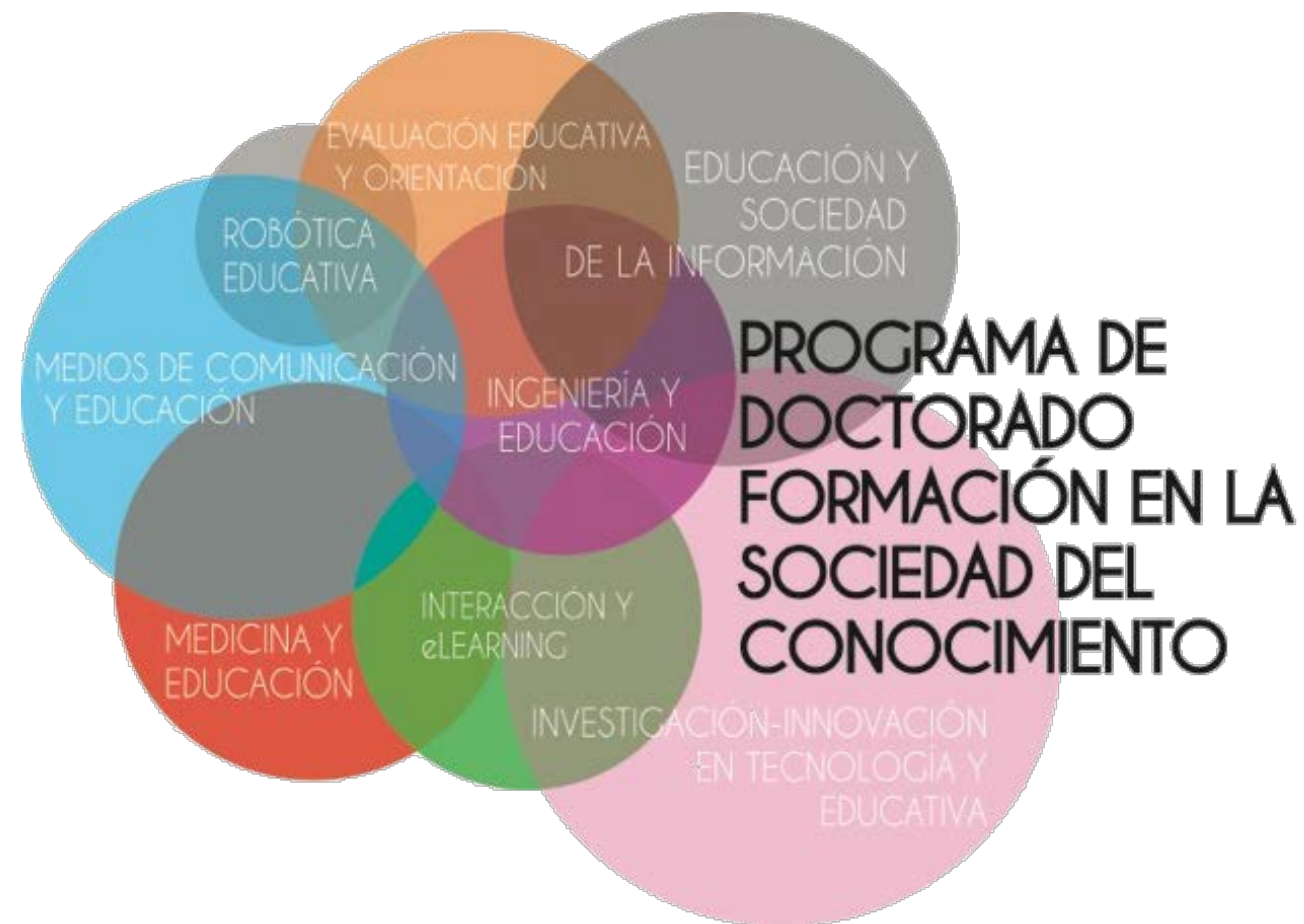 EVALUACIÓN EDUCATIVA
Y ORIENTACIÓN
EDUCACIÓN Y
SOCIEDAD
DE LA INFORMACIÓN
ROBÓTICA
EDUCATIVA
MEDIOS DE COMUNICACIÓN
Y EDUCACIÓN
INGENIERÍA Y
EDUCACIÓN
PROGRAMA DE
DOCTORADO
FORMACIÓN EN LA
SOCIEDAD DEL
CONOCIMIENTO
INTERACCIÓN Y
eLEARNING
MEDICINA Y
EDUCACIÓN
INVESTIGACIÓN-INNOVACIÓN
EN TECNOLOGÍA Y
EDUCATIVA